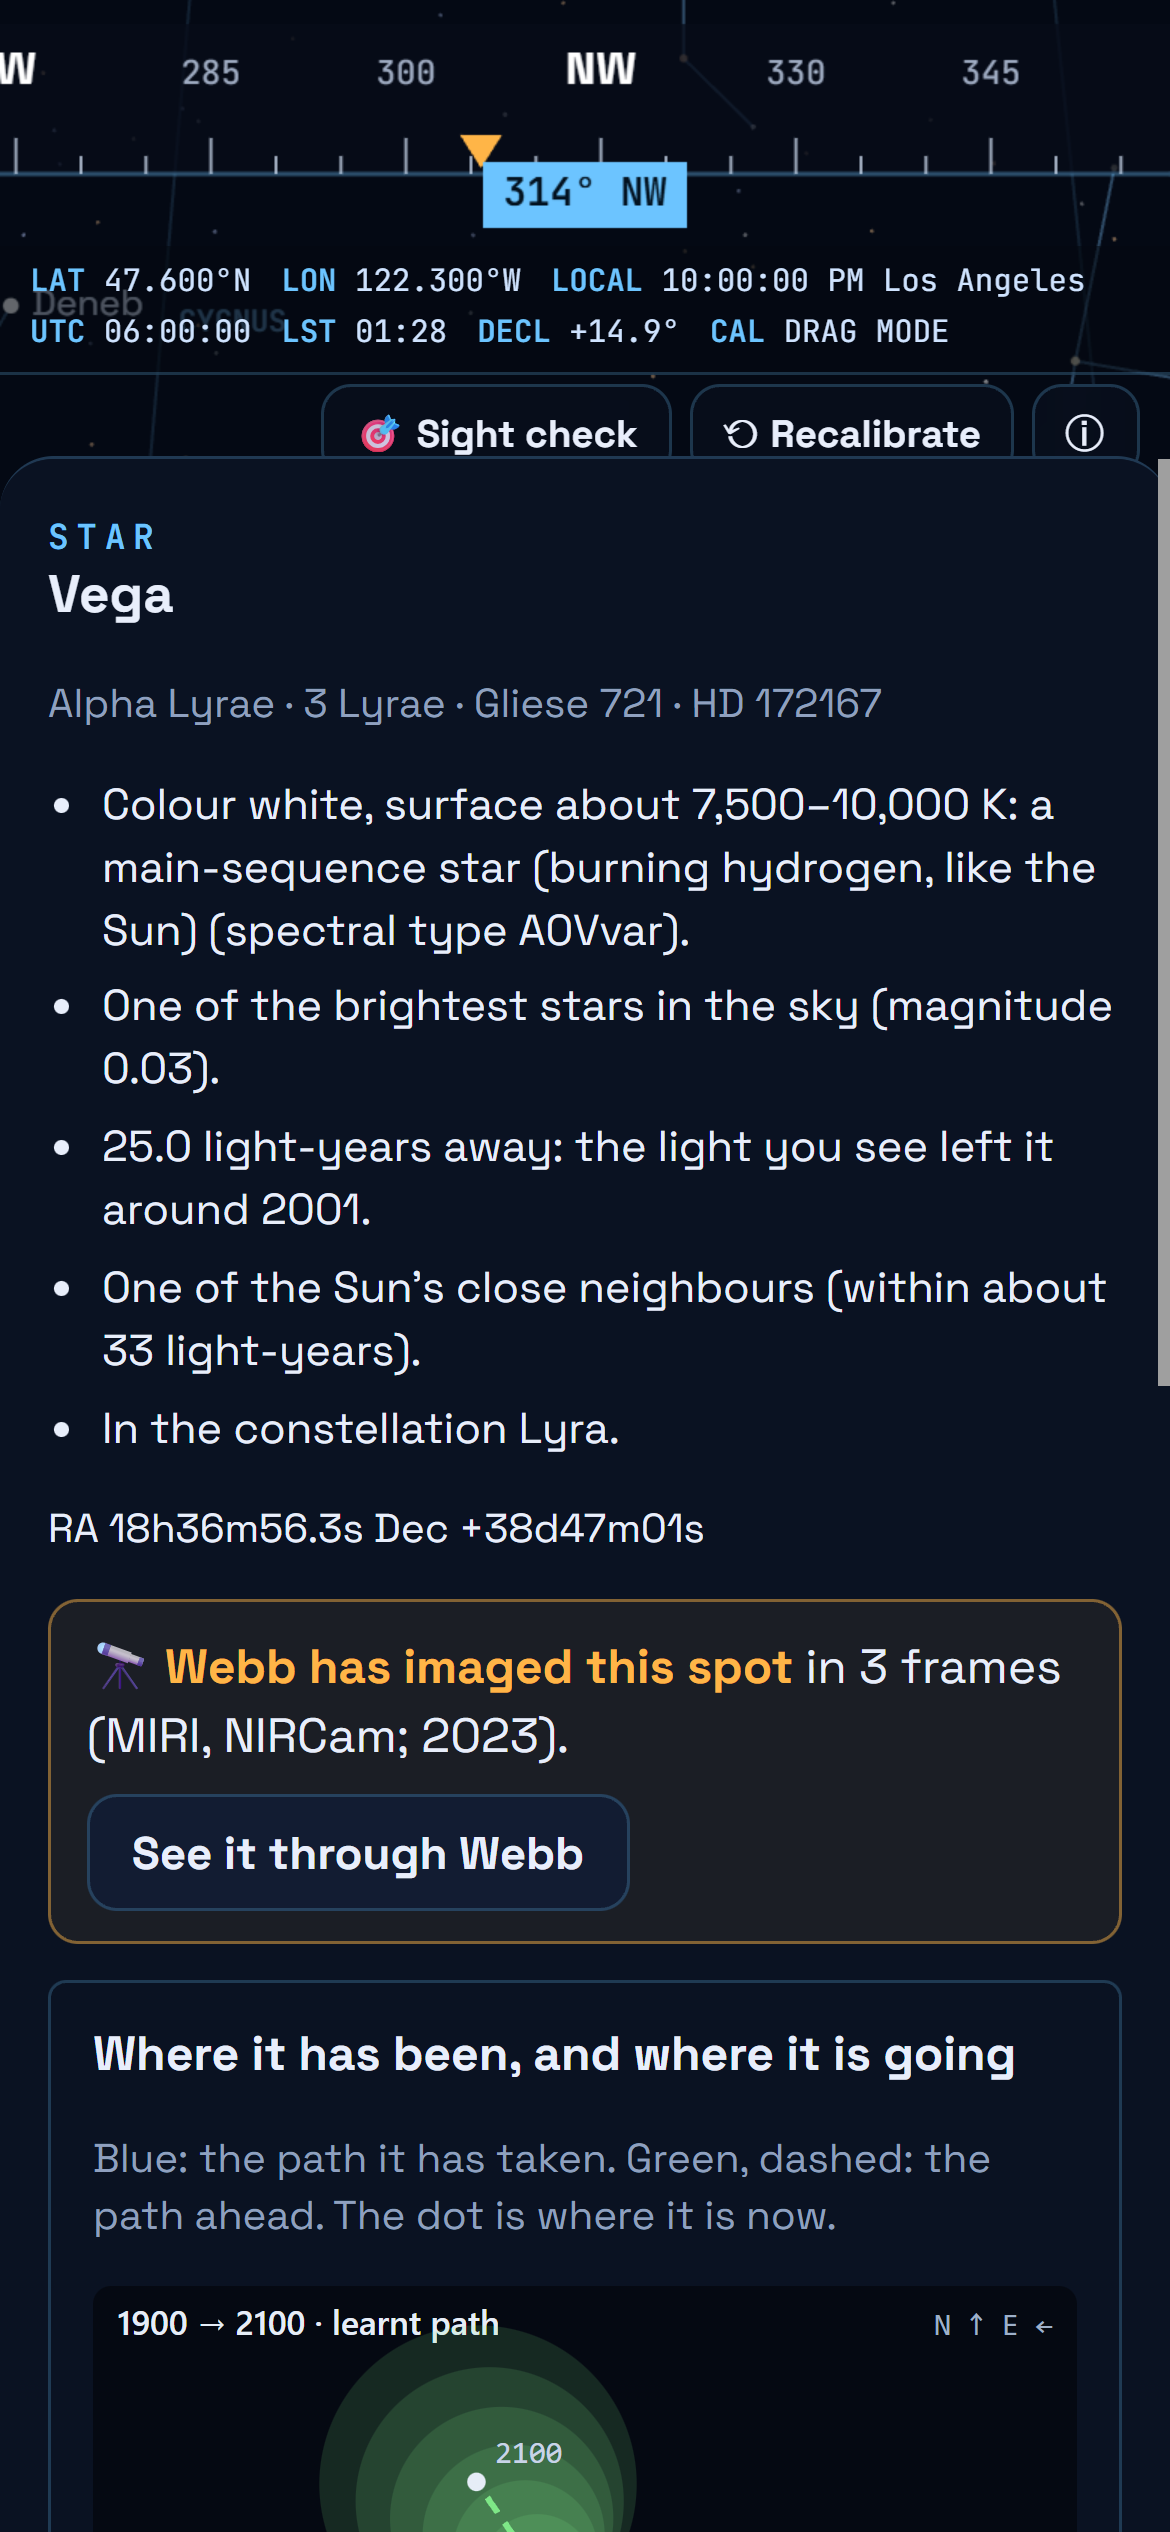 W 285 300 NW 330 345
314° NW
LAT 47.600°N LON 122.300°W LOCAL 10:00:00 PM Los Angeles
Deneb
CYGNUS
UTC 06:00:00 LST 01:28 DECL +14.9° CAL DRAG MODE
🎯 Sight check
⟲ Recalibrate
ⓘ
STAR
Vega
Alpha Lyrae · 3 Lyrae · Gliese 721 · HD 172167
• Colour white, surface about 7,500–10,000 K: a
main-sequence star (burning hydrogen, like the
Sun) (spectral type A0Vvar).
• One of the brightest stars in the sky (magnitude
0.03).
• 25.0 light-years away: the light you see left it
around 2001.
• One of the Sun's close neighbours (within about
33 light-years).
• In the constellation Lyra.
RA 18h36m56.3s Dec +38d47m01s
🔭 Webb has imaged this spot in 3 frames
(MIRI, NIRCam; 2023).
See it through Webb
Where it has been, and where it is going
Blue: the path it has taken. Green, dashed: the
path ahead. The dot is where it is now.
1900 → 2100 · learnt path
N ↑ E ←
2100